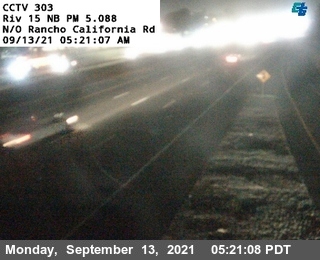 CCTV 303
Riv 15 NB PM 5.088
N/O Rancho California Rd
09/13/21 05:21:07 AM
Monday, September 13, 2021 05:21:08 PDT